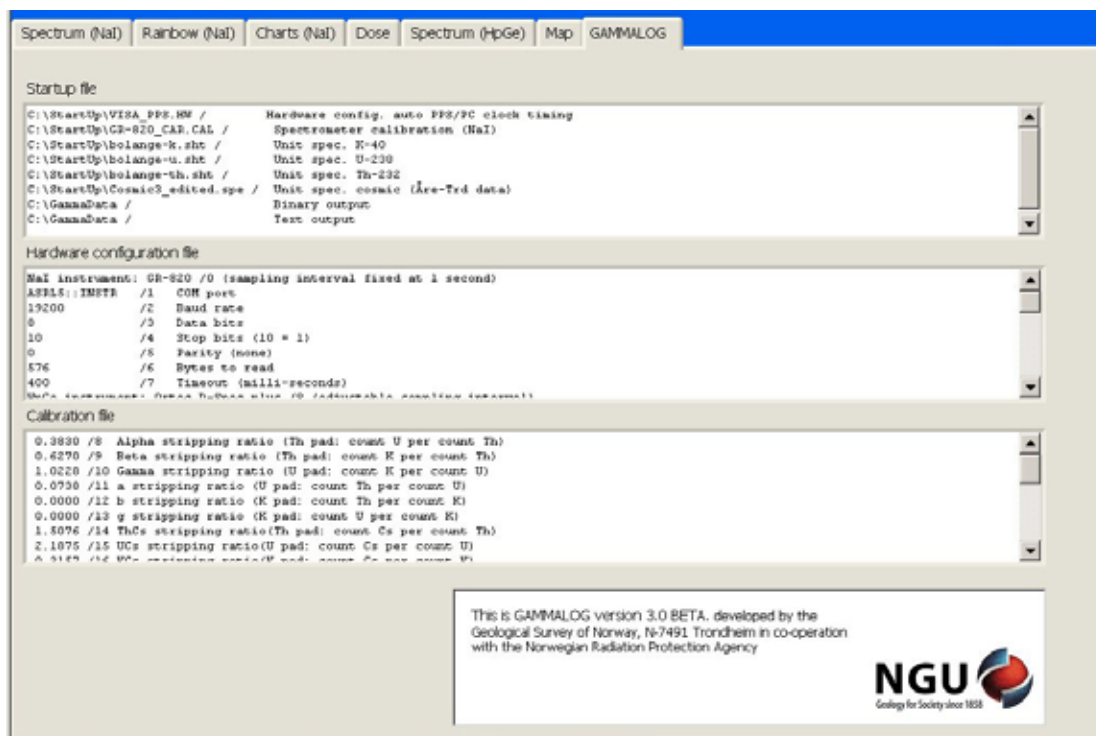 Spectrum (NaI) Rainbow (NaI) Charts (NaI) Dose Spectrum (HpGe) Map GAMMALOG
Startup file
C:\StartUp\VISA_PPS.HW / Hardware config. auto PPS/PC clock timing
C:\StartUp\GR-820_CAR.CAL / Spectrometer calibration (NaI)
C:\StartUp\bolange-k.sht / Unit spec. K-40
C:\StartUp\bolange-u.sht / Unit spec. U-238
C:\StartUp\bolange-th.sht / Unit spec. Th-232
C:\StartUp\Cosmic3_edited.spe / Unit spec. cosmic (Åre-Trd data)
C:\GammaData / Binary output
C:\GammaData / Text output
Hardware configuration file
NaI instrument: GR-820 /0 (sampling interval fixed at 1 second)
ASRL5::INSTR /1 COM port
19200 /2 Baud rate
8 /3 Data bits
10 /4 Stop bits (10 = 1)
0 /5 Parity (none)
576 /6 Bytes to read
400 /7 Timeout (milli-seconds)
Calibration file
0.3830 /8 Alpha stripping ratio (Th pad: count U per count Th)
0.6270 /9 Beta stripping ratio (Th pad: count K per count Th)
1.0228 /10 Gamma stripping ratio (U pad: count K per count U)
0.0738 /11 a stripping ratio (U pad: count Th per count U)
0.0000 /12 b stripping ratio (K pad: count Th per count K)
0.0000 /13 g stripping ratio (K pad: count U per count K)
1.5076 /14 ThCs stripping ratio(Th pad: count Cs per count Th)
2.1875 /15 UCs stripping ratio(U pad: count Cs per count U)
This is GAMMALOG version 3.0 BETA. developed by the
Geological Survey of Norway, N-7491 Trondheim in co-operation
with the Norwegian Radiation Protection Agency
NGU
Geology for Society since 1858